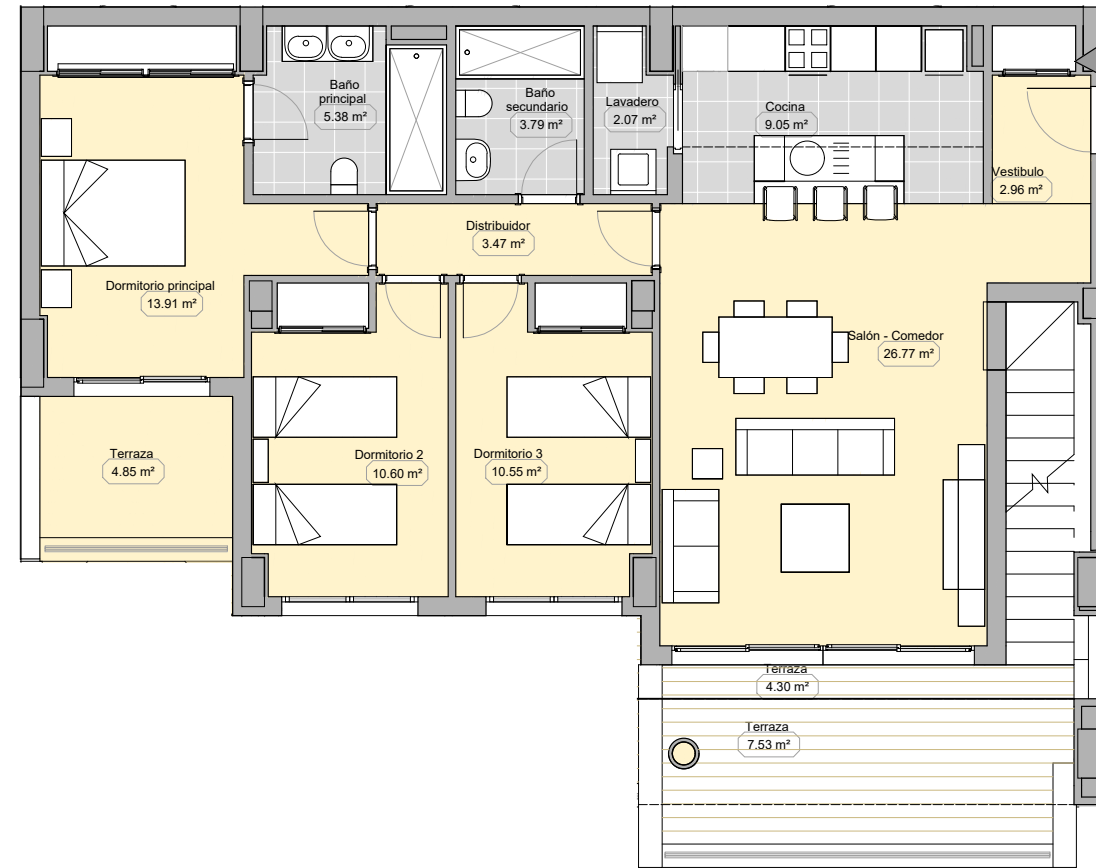 Baño
principal
5.38 m²
Baño
secundario
3.79 m²
Lavadero
2.07 m²
Cocina
9.05 m²
Vestibulo
2.96 m²
Distribuidor
3.47 m²
Dormitorio principal
13.91 m²
Salón - Comedor
26.77 m²
Terraza
4.85 m²
Dormitorio 2
10.60 m²
Dormitorio 3
10.55 m²
Terraza
4.30 m²
Terraza
7.53 m²